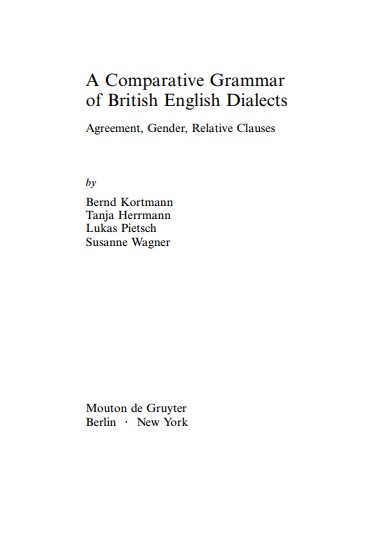 A Comparative Grammar
of British English Dialects
Agreement, Gender, Relative Clauses
by
Bernd Kortmann
Tanja Herrmann
Lukas Pietsch
Susanne Wagner
Mouton de Gruyter
Berlin · New York